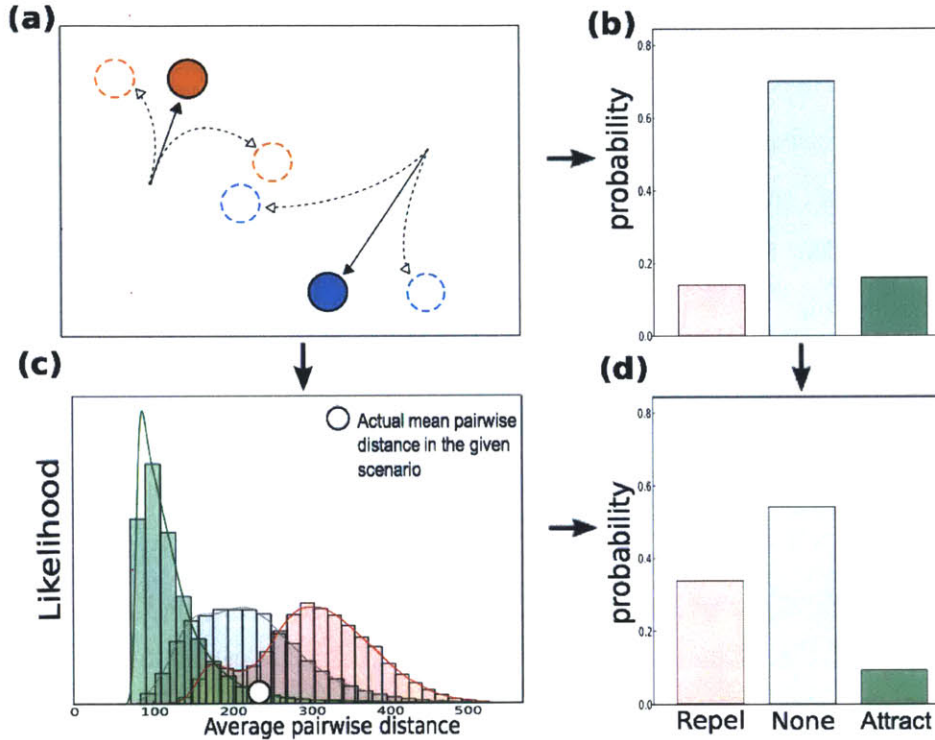 (a)
(b)
probability
0.8
0.6
0.4
0.2
0.0
(c)
Likelihood
Actual mean pairwise
distance in the given
scenario
0 100 200 300 400 500
Average pairwise distance
(d)
probability
0.8
0.6
0.4
0.2
0.0
Repel None Attract